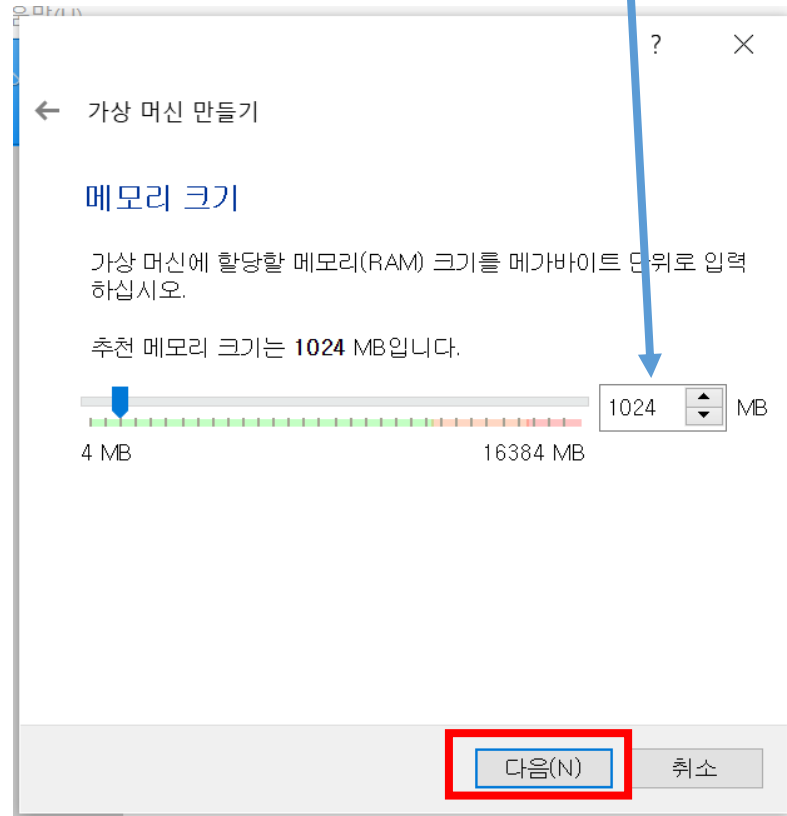 ?
가상 머신 만들기
메모리 크기
가상 머신에 할당할 메모리(RAM) 크기를 메가바이트 단위로 입력
하십시오.
추천 메모리 크기는 1024 MB입니다.
1024 MB
4 MB 16384 MB
다음(N) 취소